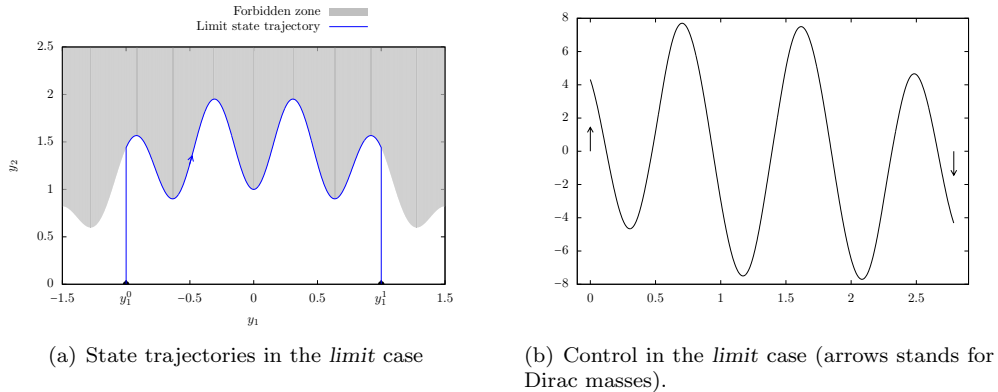 Forbidden zone
Limit state trajectory
2.5
2
1.5
1
0.5
0
y₂
−1.5
y₁⁰
−0.5
0
0.5
y₁¹
1.5
y₁
8
6
4
2
0
−2
−4
−6
−8
0
0.5
1
1.5
2
2.5
(a) State trajectories in the limit case
(b) Control in the limit case (arrows stands for
Dirac masses).